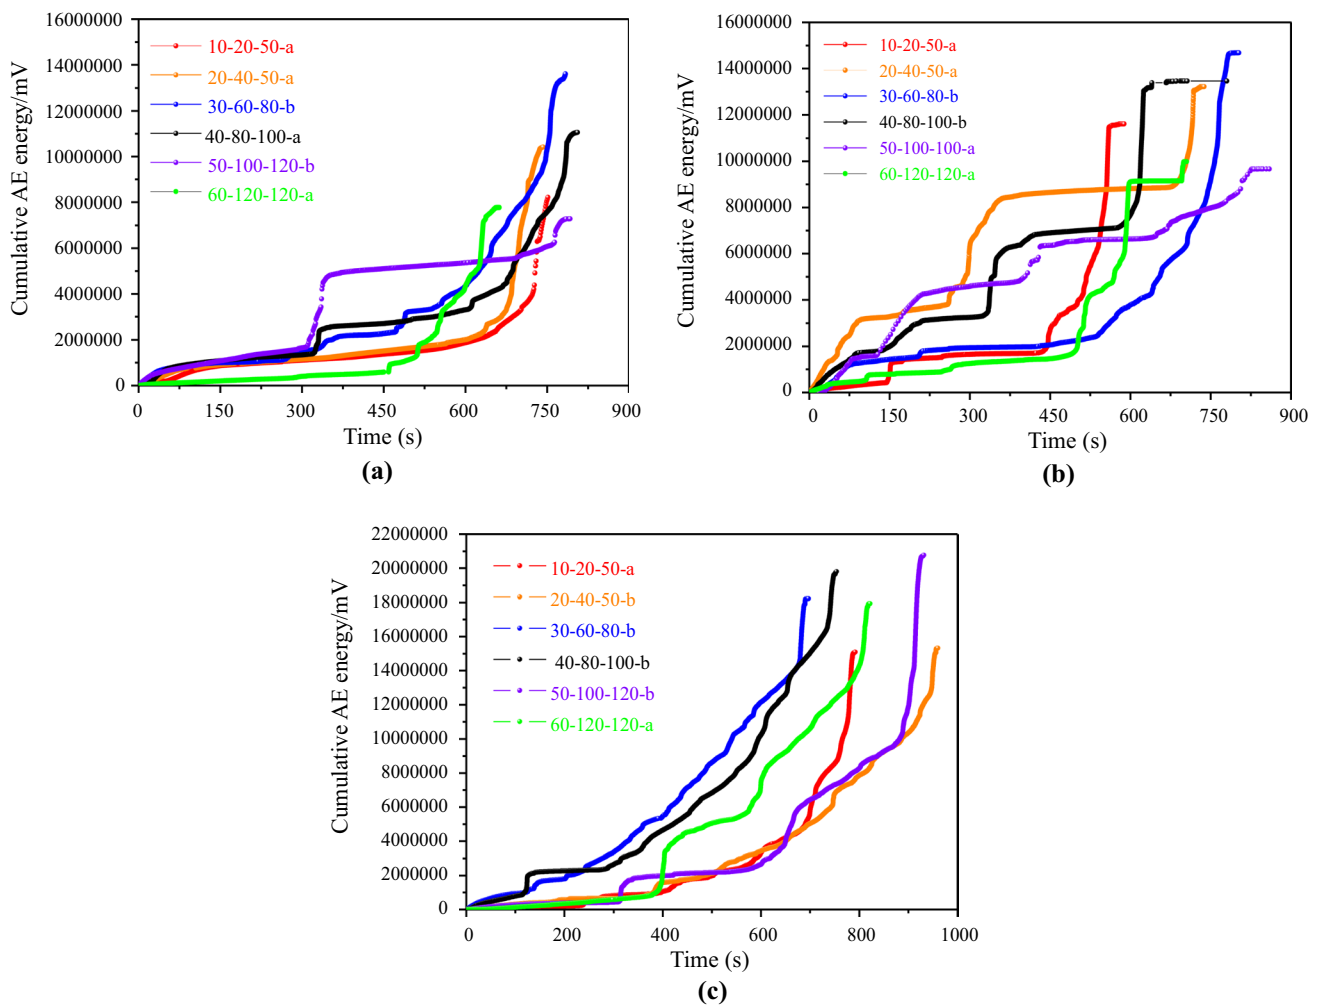 16000000
14000000
12000000
10000000
8000000
6000000
4000000
2000000
0
Cumulative AE energy/mV
10-20-50-a
20-40-50-a
30-60-80-b
40-80-100-a
50-100-120-b
60-120-120-a
0 150 300 450 600 750 900
Time (s)
(a)
16000000
14000000
12000000
10000000
8000000
6000000
4000000
2000000
0
Cumulative AE energy/mV
10-20-50-a
20-40-50-a
30-60-80-b
40-80-100-b
50-100-100-a
60-120-120-a
0 150 300 450 600 750 900
Time (s)
(b)
22000000
20000000
18000000
16000000
14000000
12000000
10000000
8000000
6000000
4000000
2000000
0
Cumulative AE energy/mV
10-20-50-a
20-40-50-b
30-60-80-b
40-80-100-b
50-100-120-b
60-120-120-a
0 200 400 600 800 1000
Time (s)
(c)